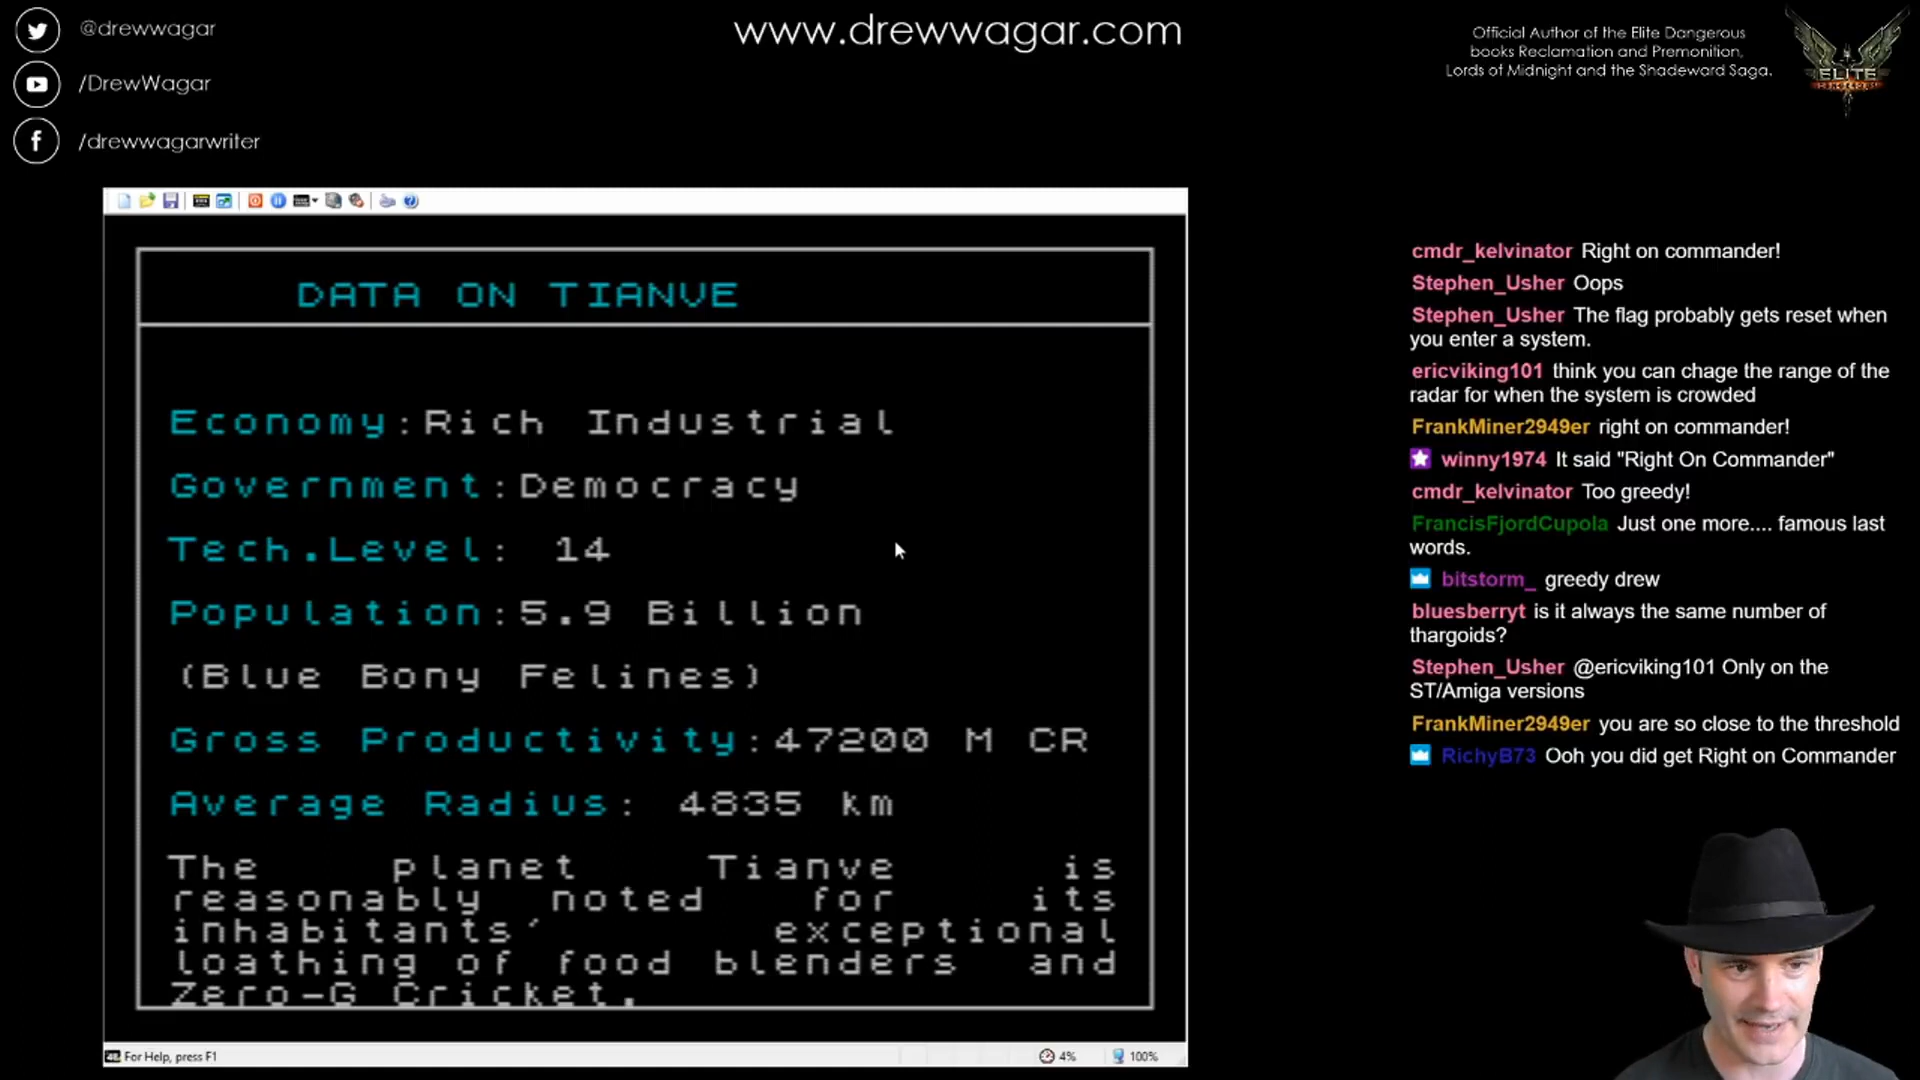 @drewwagar
/DrewWagar
/drewwagarwriter
www.drewwagar.com
Official Author of the Elite Dangerous
books Reclamation and Premonition,
Lords of Midnight and the Shadeward Saga.
ELITE
DANGEROUS
DATA ON TIANVE
Economy:Rich Industrial
Government:Democracy
Tech.Level: 14
Population:5.9 Billion
(Blue Bony Felines)
Gross Productivity:47200 M CR
Average Radius: 4835 km
The planet Tianve is
reasonably noted for its
inhabitants' exceptional
loathing of food blenders and
Zero-G Cricket.
For Help, press F1
4%
100%
cmdr_kelvinator Right on commander!
Stephen_Usher Oops
Stephen_Usher The flag probably gets reset when
you enter a system.
ericviking101 think you can chage the range of the
radar for when the system is crowded
FrankMiner2949er right on commander!
winny1974 It said "Right On Commander"
cmdr_kelvinator Too greedy!
FrancisFjordCupola Just one more.... famous last
words.
bitstorm_ greedy drew
bluesberryt is it always the same number of
thargoids?
Stephen_Usher @ericviking101 Only on the
ST/Amiga versions
FrankMiner2949er you are so close to the threshold
RichyB73 Ooh you did get Right on Commander